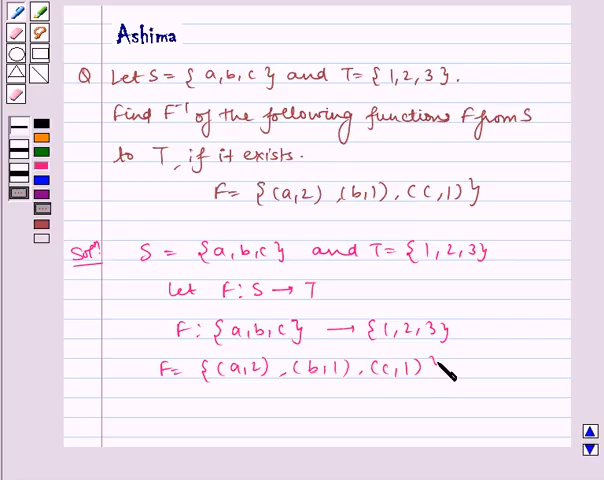 Ashima
Q Let S = { a, b, c } and T = { 1, 2, 3 } .
Find F⁻¹ of the following functions F from S
to T, if it exists.
F = { (a, 2) , (b, 1) , (c, 1) }
Solⁿ: S = { a, b, c } and T = { 1, 2, 3 }
Let F : S → T
F : { a, b, c } → { 1, 2, 3 }
F = { (a, 2) , (b, 1) , (c, 1) }